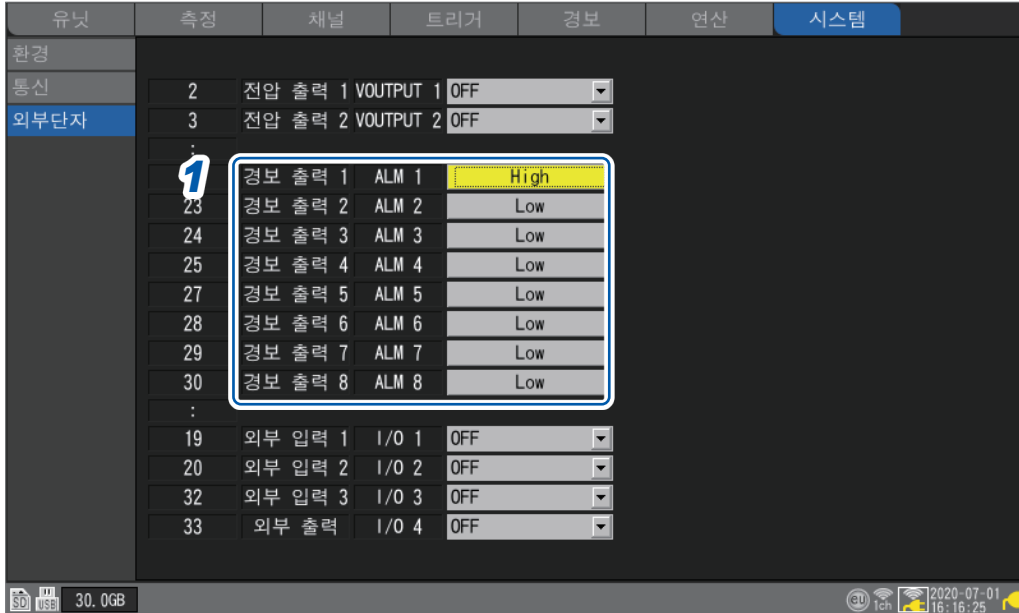 유닛 측정 채널 트리거 경보 연산 시스템
환경
통신
외부단자
2 전압 출력 1 VOUTPUT 1 OFF
3 전압 출력 2 VOUTPUT 2 OFF
:
1 경보 출력 1 ALM 1 High
23 경보 출력 2 ALM 2 Low
24 경보 출력 3 ALM 3 Low
25 경보 출력 4 ALM 4 Low
27 경보 출력 5 ALM 5 Low
28 경보 출력 6 ALM 6 Low
29 경보 출력 7 ALM 7 Low
30 경보 출력 8 ALM 8 Low
:
19 외부 입력 1 I/O 1 OFF
20 외부 입력 2 I/O 2 OFF
32 외부 입력 3 I/O 3 OFF
33 외부 출력 I/O 4 OFF
SD USB 30.0GB EU 1ch 2020-07-01
16:16:25